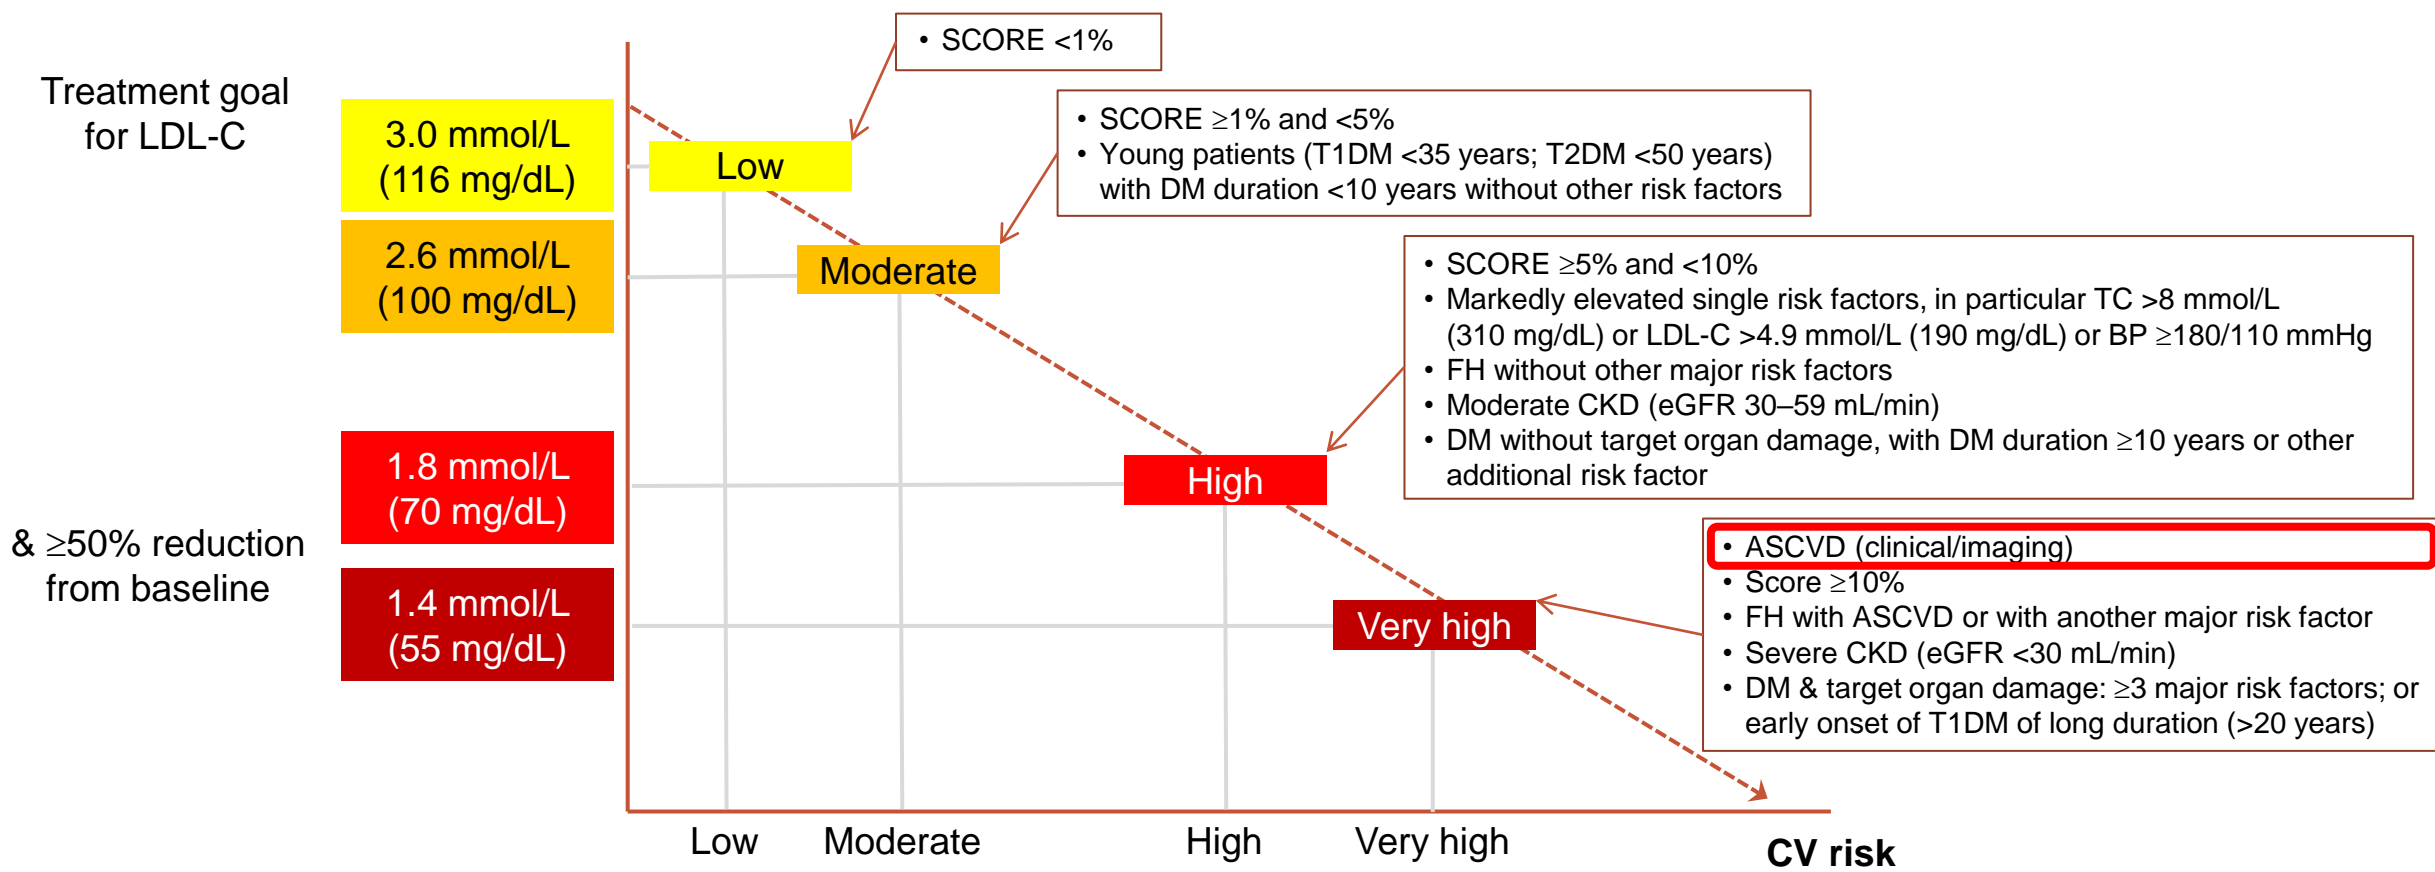 Treatment goal
for LDL-C
& ≥50% reduction
from baseline
3.0 mmol/L
(116 mg/dL)
2.6 mmol/L
(100 mg/dL)
1.8 mmol/L
(70 mg/dL)
1.4 mmol/L
(55 mg/dL)
Low
Moderate
High
Very high
• SCORE <1%
• SCORE ≥1% and <5%
• Young patients (T1DM <35 years; T2DM <50 years)
with DM duration <10 years without other risk factors
• SCORE ≥5% and <10%
• Markedly elevated single risk factors, in particular TC >8 mmol/L
(310 mg/dL) or LDL-C >4.9 mmol/L (190 mg/dL) or BP ≥180/110 mmHg
• FH without other major risk factors
• Moderate CKD (eGFR 30–59 mL/min)
• DM without target organ damage, with DM duration ≥10 years or other
additional risk factor
• ASCVD (clinical/imaging)
• Score ≥10%
• FH with ASCVD or with another major risk factor
• Severe CKD (eGFR <30 mL/min)
• DM & target organ damage: ≥3 major risk factors; or
early onset of T1DM of long duration (>20 years)
Low
Moderate
High
Very high
CV risk